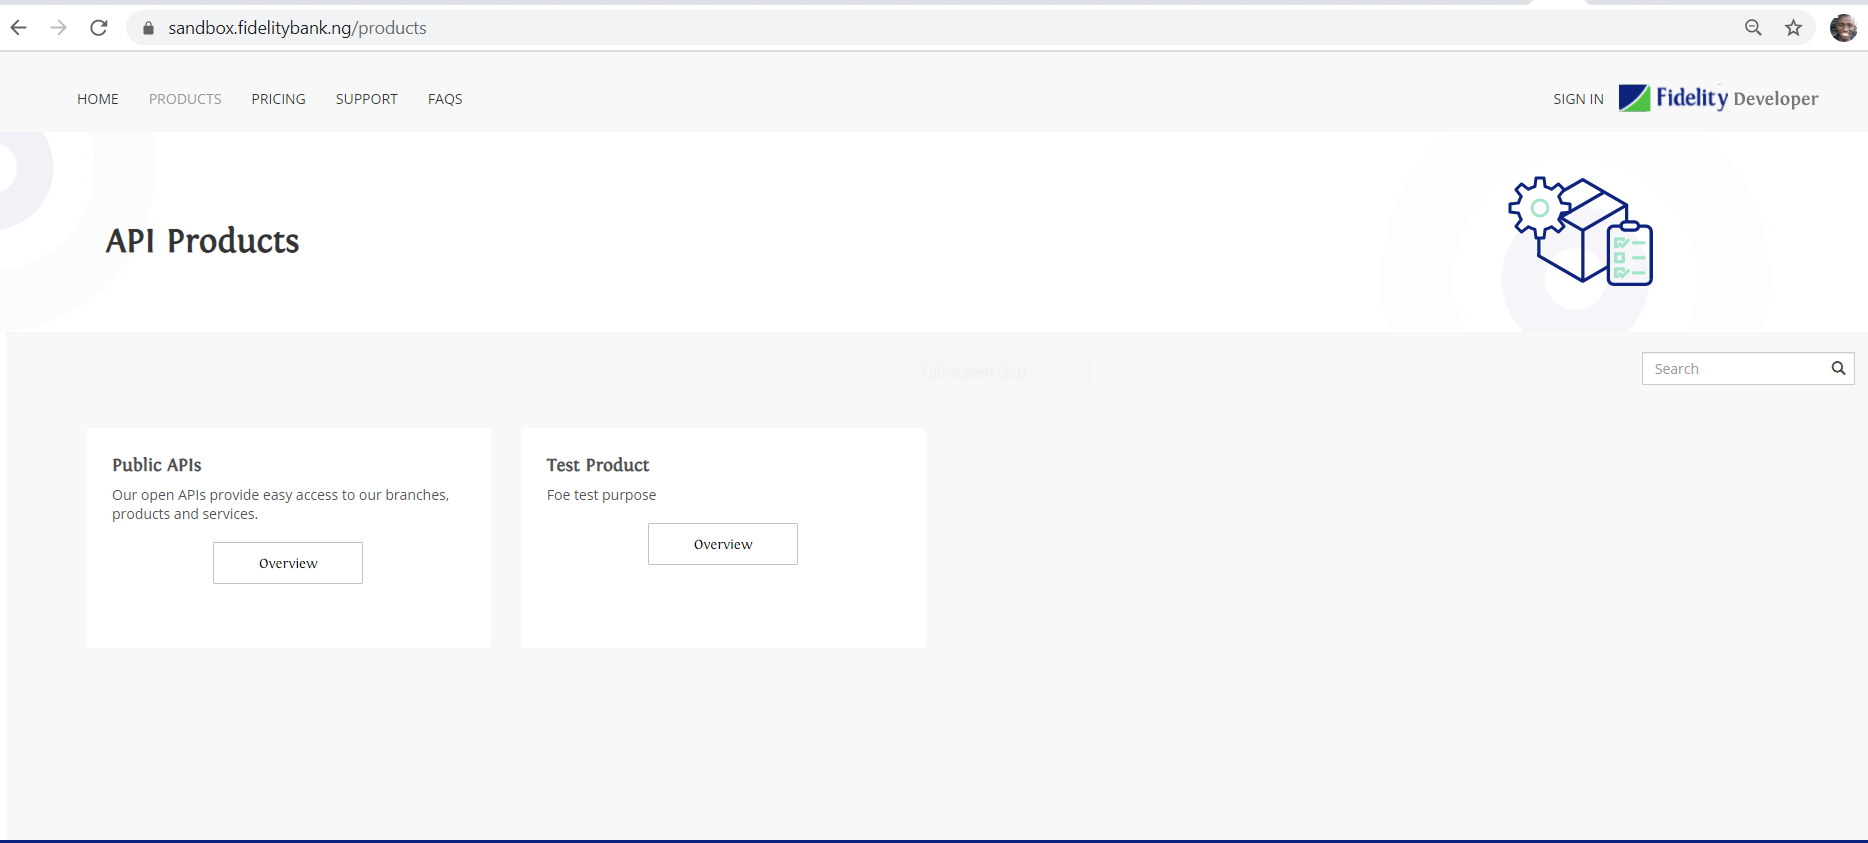 sandbox.fidelitybank.ng/products
HOME PRODUCTS PRICING SUPPORT FAQS
SIGN IN Fidelity Developer
API Products
Full-screen Snip
Search
Public APIs
Our open APIs provide easy access to our branches,
products and services.
Overview
Test Product
Foe test purpose
Overview